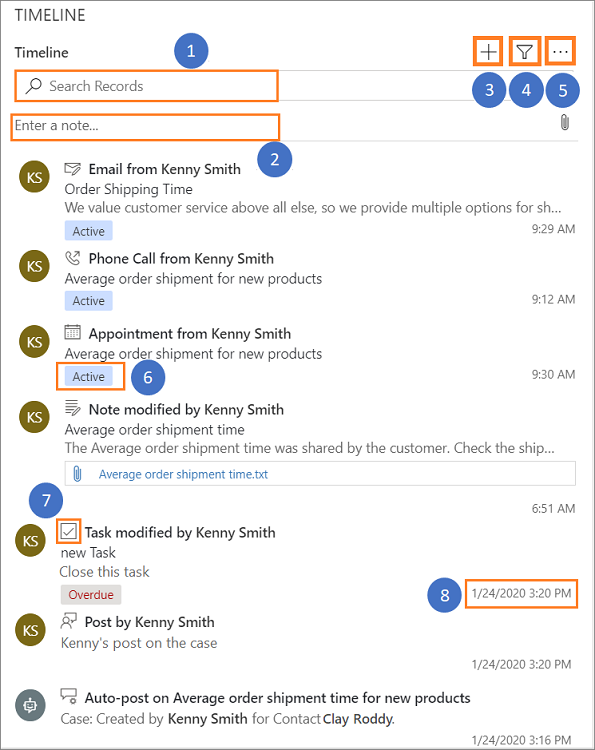 TIMELINE
Timeline
1
Search Records
3
4
5
Enter a note...
2
KS
Email from Kenny Smith
Order Shipping Time
We value customer service above all else, so we provide multiple options for sh...
Active
9:29 AM
KS
Phone Call from Kenny Smith
Average order shipment for new products
Active
9:12 AM
KS
Appointment from Kenny Smith
Average order shipment for new products
Active
6
9:30 AM
KS
Note modified by Kenny Smith
Average order shipment time
The Average order shipment time was shared by the customer. Check the ship...
Average order shipment time.txt
7
6:51 AM
KS
Task modified by Kenny Smith
new Task
Close this task
Overdue
8
1/24/2020 3:20 PM
KS
Post by Kenny Smith
Kenny's post on the case
1/24/2020 3:20 PM
Auto-post on Average order shipment time for new products
Case: Created by Kenny Smith for Contact Clay Roddy.
1/24/2020 3:16 PM